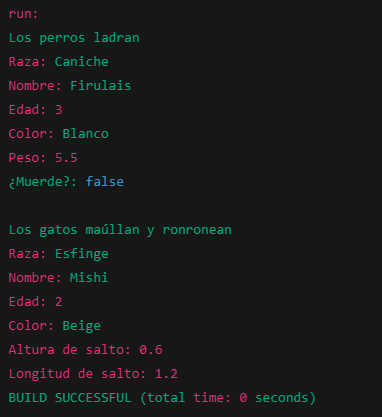 run:
Los perros ladran
Raza: Caniche
Nombre: Firulais
Edad: 3
Color: Blanco
Peso: 5.5
¿Muerde?: false
Los gatos maúllan y ronronean
Raza: Esfinge
Nombre: Mishi
Edad: 2
Color: Beige
Altura de salto: 0.6
Longitud de salto: 1.2
BUILD SUCCESSFUL (total time: 0 seconds)